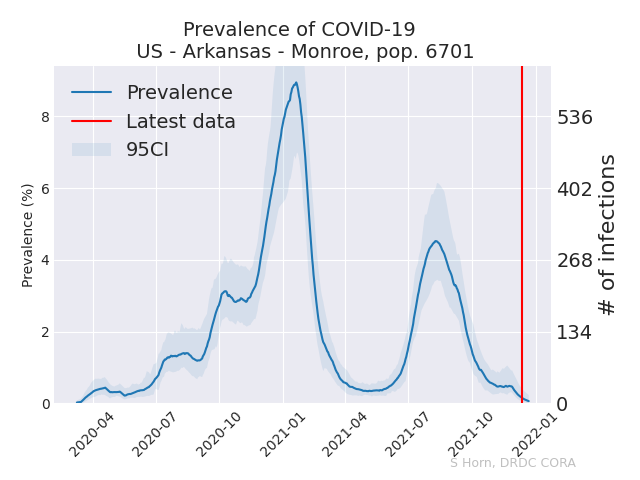 Prevalence of COVID-19
US - Arkansas - Monroe, pop. 6701
Prevalence
Latest data
95CI
Prevalence (%)
8
6
4
2
0
536
402
268
134
0
# of infections
2020-04
2020-07
2020-10
2021-01
2021-04
2021-07
2021-10
2022-01
S Horn, DRDC CORA